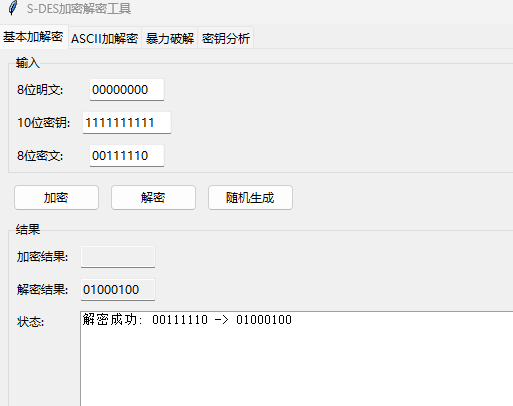 S-DES加密解密工具
基本加解密 ASCII加解密 暴力破解 密钥分析
输入
8位明文: 00000000
10位密钥: 1111111111
8位密文: 00111110
加密 解密 随机生成
结果
加密结果:
解密结果: 01000100
状态: 解密成功: 00111110 -> 01000100